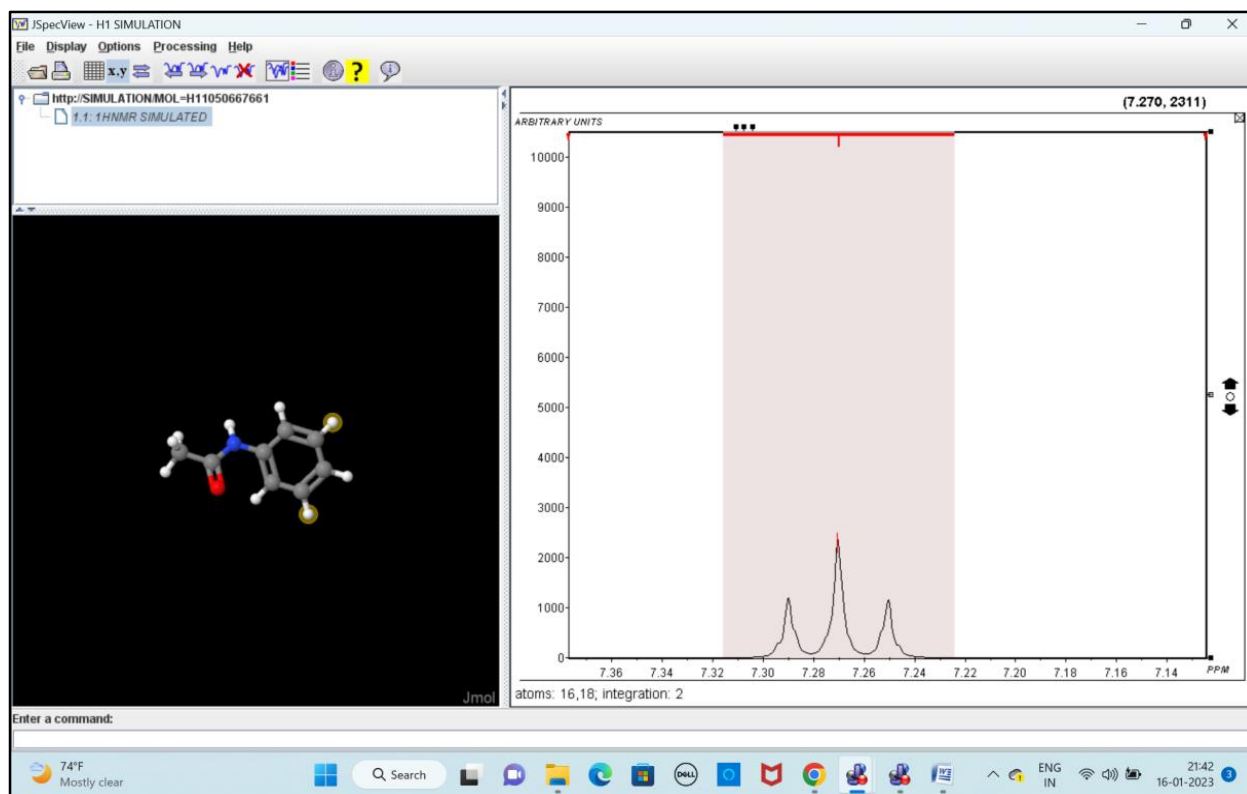 JSpecView - H1 SIMULATION
File Display Options Processing Help
x,y
?
http://SIMULATION/MOL=H11050667661
1.1: 1HNMR SIMULATED
(7.270, 2311)
ARBITRARY UNITS
10000
9000
8000
7000
6000
5000
4000
3000
2000
1000
0
7.36 7.34 7.32 7.30 7.28 7.26 7.24 7.22 7.20 7.18 7.16 7.14 PPM
Jmol
atoms: 16,18; integration: 2
Enter a command:
74°F
Mostly clear
Search
DELL
ENG
IN
21:42
16-01-2023
3